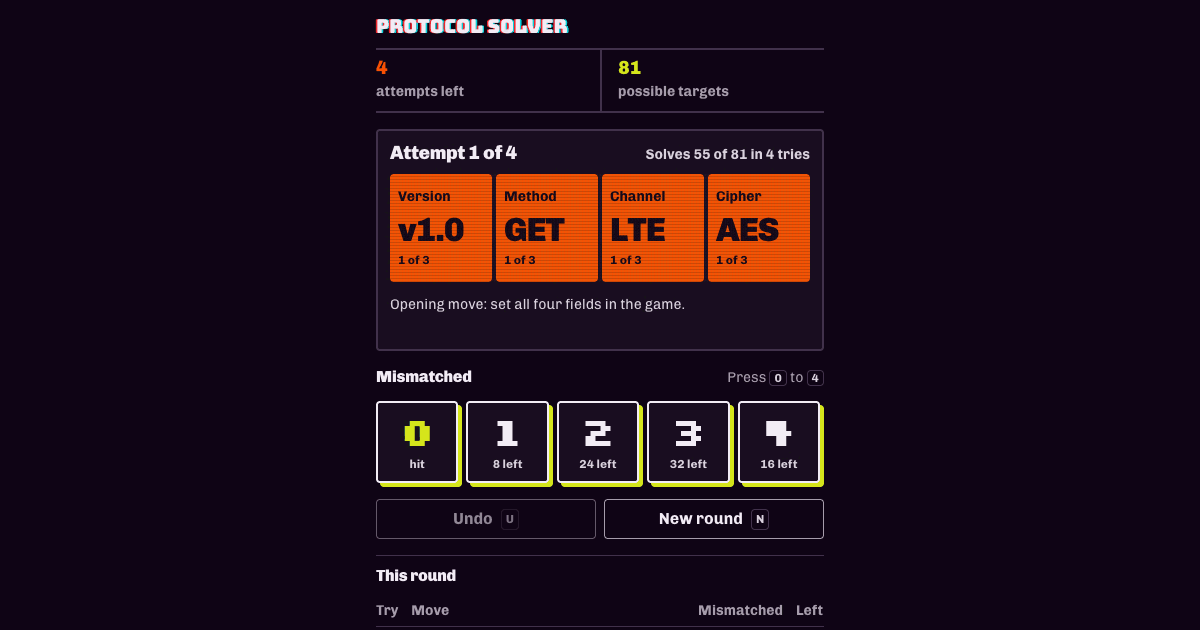 PROTOCOL SOLVER
4
attempts left
81
possible targets
Attempt 1 of 4
Solves 55 of 81 in 4 tries
Version
v1.0
1 of 3
Method
GET
1 of 3
Channel
LTE
1 of 3
Cipher
AES
1 of 3
Opening move: set all four fields in the game.
Mismatched
Press 0 to 4
0
hit
1
8 left
2
24 left
3
32 left
4
16 left
Undo U
New round N
This round
Try Move Mismatched Left